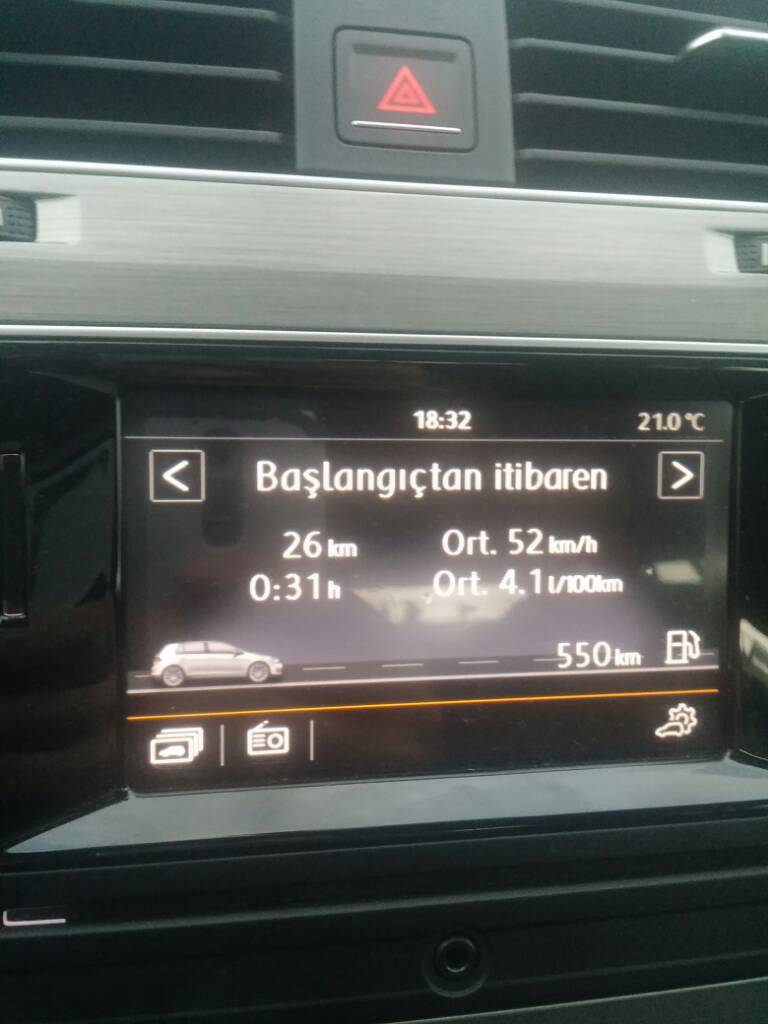 18:32 21.0 °C
< Başlangıçtan itibaren >
26 km Ort. 52 km/h
0:31 h Ort. 4.1 l/100km
550 km